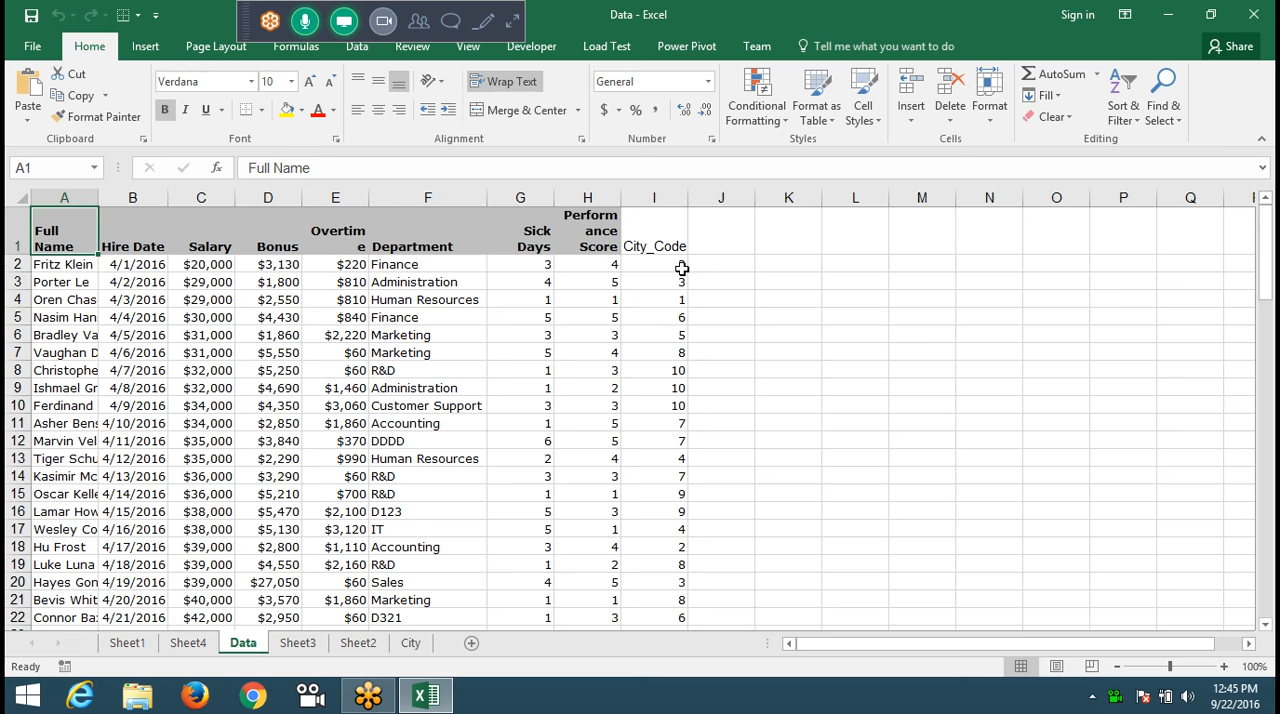 Data - Excel
Sign in
File Home Insert Page Layout Formulas Data Review View Developer Load Test Power Pivot Team Tell me what you want to do Share
Paste Cut Copy Format Painter Clipboard
Verdana 10 B I U A Font
Wrap Text Merge & Center Alignment
General $ % , Number
Conditional Formatting Format as Table Cell Styles Styles
Insert Delete Format Cells
AutoSum Fill Clear Sort & Filter Find & Select Editing
A1 fx Full Name
A B C D E F G H I J K L M N O P Q
1 Full Name Hire Date Salary Bonus Overtime Department Sick Days Performance Score City_Code
2 Fritz Klein 4/1/2016 $20,000 $3,130 $220 Finance 3 4
3 Porter Le 4/2/2016 $29,000 $1,800 $810 Administration 4 5 3
4 Oren Chas 4/3/2016 $29,000 $2,550 $810 Human Resources 1 1 1
5 Nasim Han 4/4/2016 $30,000 $4,430 $840 Finance 5 5 6
6 Bradley Va 4/5/2016 $31,000 $1,860 $2,220 Marketing 3 3 5
7 Vaughan D 4/6/2016 $31,000 $5,550 $60 Marketing 5 4 8
8 Christophe 4/7/2016 $32,000 $5,250 $60 R&D 1 3 10
9 Ishmael Gr 4/8/2016 $32,000 $4,690 $1,460 Administration 1 2 10
10 Ferdinand 4/9/2016 $34,000 $4,350 $3,060 Customer Support 3 3 10
11 Asher Bens 4/10/2016 $34,000 $2,850 $1,860 Accounting 1 5 7
12 Marvin Vel 4/11/2016 $35,000 $3,840 $370 DDDD 6 5 7
13 Tiger Schu 4/12/2016 $35,000 $2,290 $990 Human Resources 2 4 4
14 Kasimir Mc 4/13/2016 $36,000 $3,290 $60 R&D 3 3 7
15 Oscar Kelle 4/14/2016 $36,000 $5,210 $700 R&D 1 1 9
16 Lamar How 4/15/2016 $38,000 $5,470 $2,100 D123 5 3 9
17 Wesley Co 4/16/2016 $38,000 $5,130 $3,120 IT 5 1 4
18 Hu Frost 4/17/2016 $39,000 $2,800 $1,110 Accounting 3 4 2
19 Luke Luna 4/18/2016 $39,000 $4,550 $2,160 R&D 1 2 8
20 Hayes Gon 4/19/2016 $39,000 $27,050 $60 Sales 4 5 3
21 Bevis Whit 4/20/2016 $40,000 $3,570 $1,860 Marketing 1 1 8
22 Connor Ba 4/21/2016 $42,000 $2,950 $60 D321 1 3 6
Sheet1 Sheet4 Data Sheet3 Sheet2 City
Ready 100%
12:45 PM
9/22/2016